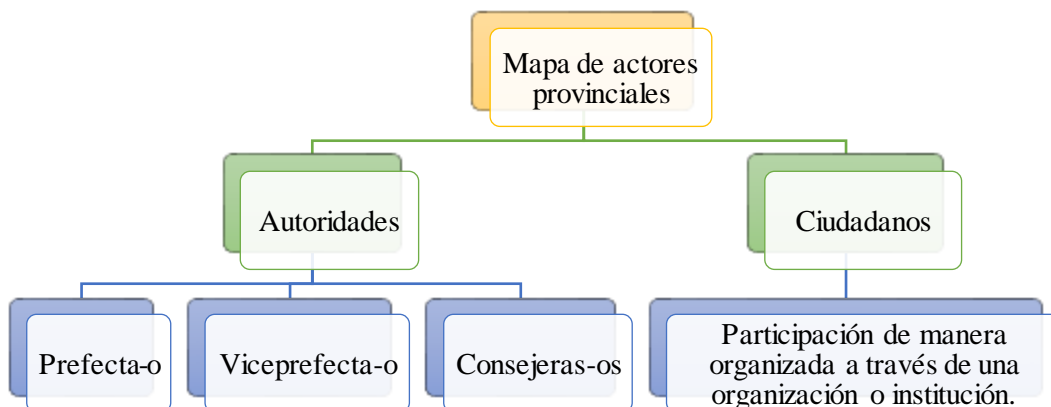 Mapa de actores
provinciales
Autoridades
Ciudadanos
Prefecta-o
Viceprefecta-o
Consejeras-os
Participación de manera
organizada a través de una
organización o institución.